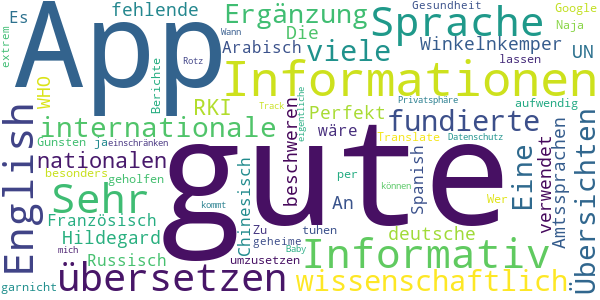 App
fehlende
Ergänzung
Sprache
Gesundheit
Google
Es
Die
Naja
extrem
Wann
Arabisch
viele
Winkelnkemper
UN
Rotz
lassen
Informationen
WHO
Berichte
RKI
Privatsphäre
aufwendig
Track
Perfekt
fundierte
internationale
eigentliche
English
Gunsten
ja
einschränken
wäre
Translate
Datenschutz
nationalen
beschweren
gute
Eine
verwendet
Amtssprachen
Übersichten
besonders
geholfen
Chinesisch
per
Spanish
können
Wer
Sehr
An
Französisch
kommt
Zu
tuhen
deutsche
Hildegard
geheime
Informativ
mich
Baby
Russisch
umzusetzen
übersetzen
wissenschaftlich
garnicht